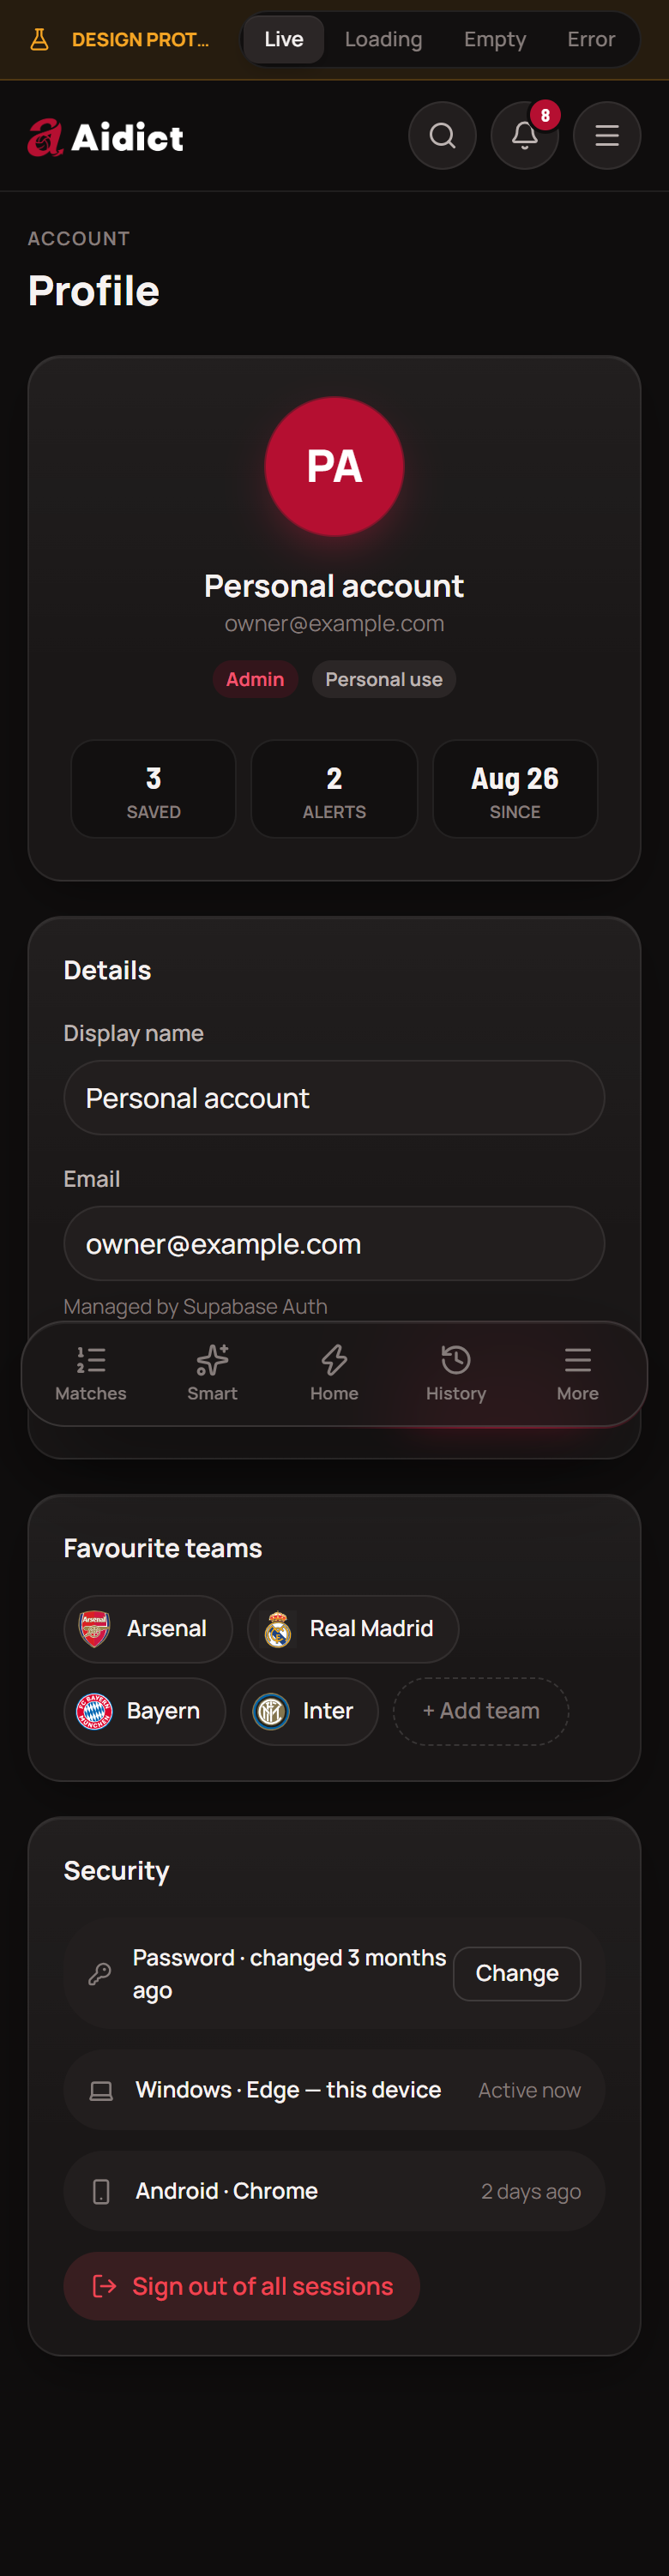 DESIGN PROT...
Live
Loading
Empty
Error
a Aidict
8
ACCOUNT
Profile
PA
Personal account
owner@example.com
Admin
Personal use
3
SAVED
2
ALERTS
Aug 26
SINCE
Details
Display name
Personal account
Email
owner@example.com
Managed by Supabase Auth
Matches
Smart
Home
History
More
Favourite teams
Arsenal
Arsenal
Real Madrid
FC BAYERN
MÜNCHEN
Bayern
Inter
+ Add team
Security
Password · changed 3 months
ago
Change
Windows · Edge — this device
Active now
Android · Chrome
2 days ago
Sign out of all sessions